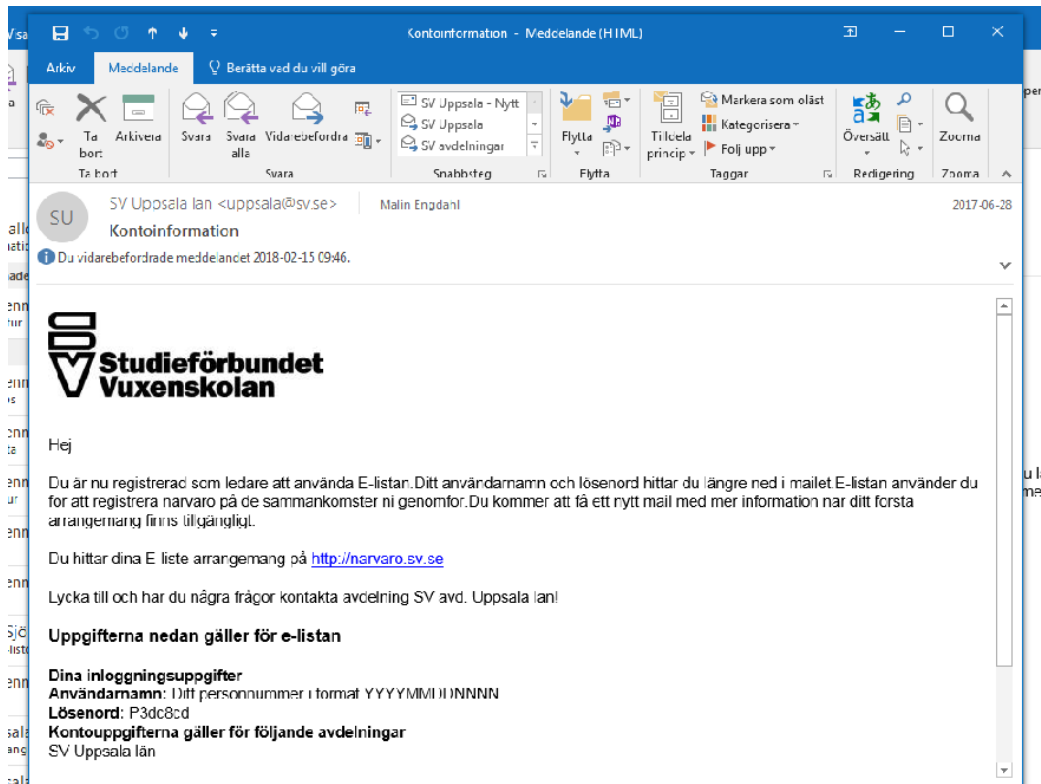 Kontoinformation - Meddelande (HTML)
Arkiv Meddelande Berätta vad du vill göra
Ta bort Arkivera Svara Svara alla Vidarebefordra
SV Uppsala - Nytt
SV Uppsala
SV avdelningar
Flytta
Tilldela princip
Markera som oläst
Kategorisera
Följ upp
Översätt
Zooma
Ta bort Svara Snabbsteg Flytta Taggar Redigering Zooma
SU
SV Uppsala län <uppsala@sv.se> Malin Engdahl 2017-06-28
Kontoinformation
Du vidarebefordrade meddelandet 2018-02-15 09:46.
Studieförbundet
Vuxenskolan
Hej
Du är nu registrerad som ledare att använda E-listan.Ditt användarnamn och lösenord hittar du längre ned i mailet.E-listan använder du
för att registrera närvaro på de sammankomster ni genomför.Du kommer att få ett nytt mail med mer information när ditt första
arrangemang finns tillgängligt.
Du hittar dina E-liste arrangemang på http://narvaro.sv.se
Lycka till och har du några frågor kontakta avdelning SV avd. Uppsala län!
Uppgifterna nedan gäller för e-listan
Dina inloggningsuppgifter
Användarnamn: Ditt personnummer i format YYYYMMDDNNNN
Lösenord: P3dc8cd
Kontouppgifterna gäller för följande avdelningar
SV Uppsala län